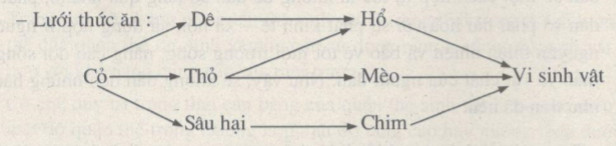 – Lưới thức ăn : Dê Hổ
Cỏ Thỏ Mèo Vi sinh vật
Sâu hại Chim